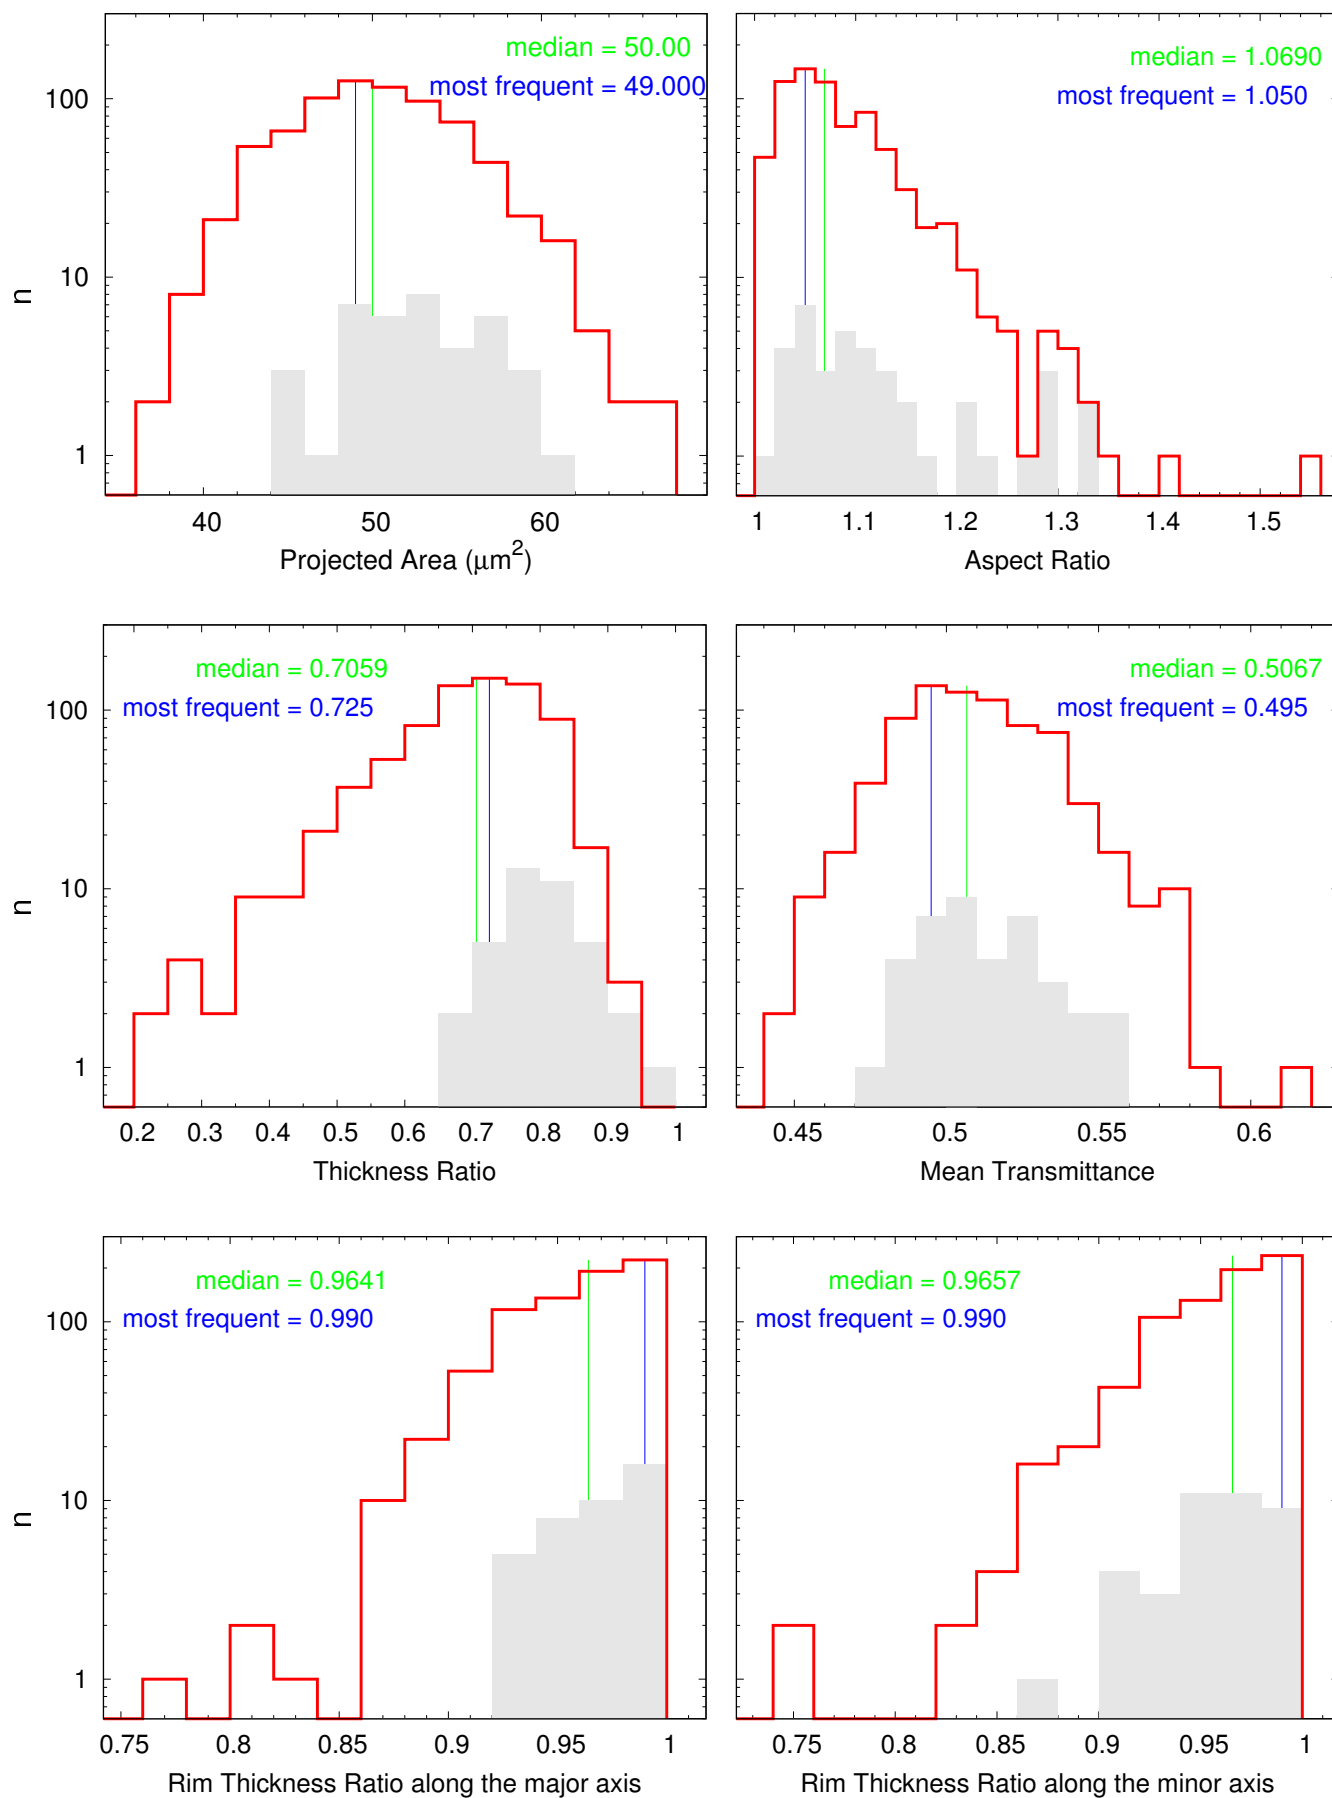 median = 50.00
most frequent = 49.000
100
10
1
n
40 50 60
Projected Area (μm²)
median = 1.0690
most frequent = 1.050
1 1.1 1.2 1.3 1.4 1.5
Aspect Ratio
median = 0.7059
most frequent = 0.725
100
10
1
n
0.2 0.3 0.4 0.5 0.6 0.7 0.8 0.9 1
Thickness Ratio
median = 0.5067
most frequent = 0.495
0.45 0.5 0.55 0.6
Mean Transmittance
median = 0.9641
most frequent = 0.990
100
10
1
n
0.75 0.8 0.85 0.9 0.95 1
Rim Thickness Ratio along the major axis
median = 0.9657
most frequent = 0.990
0.75 0.8 0.85 0.9 0.95 1
Rim Thickness Ratio along the minor axis